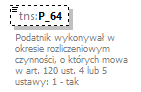 tns:P_64
Podatnik wykonywał w
okresie rozliczeniowym
czynności, o których mowa
w art. 120 ust. 4 lub 5
ustawy: 1 - tak